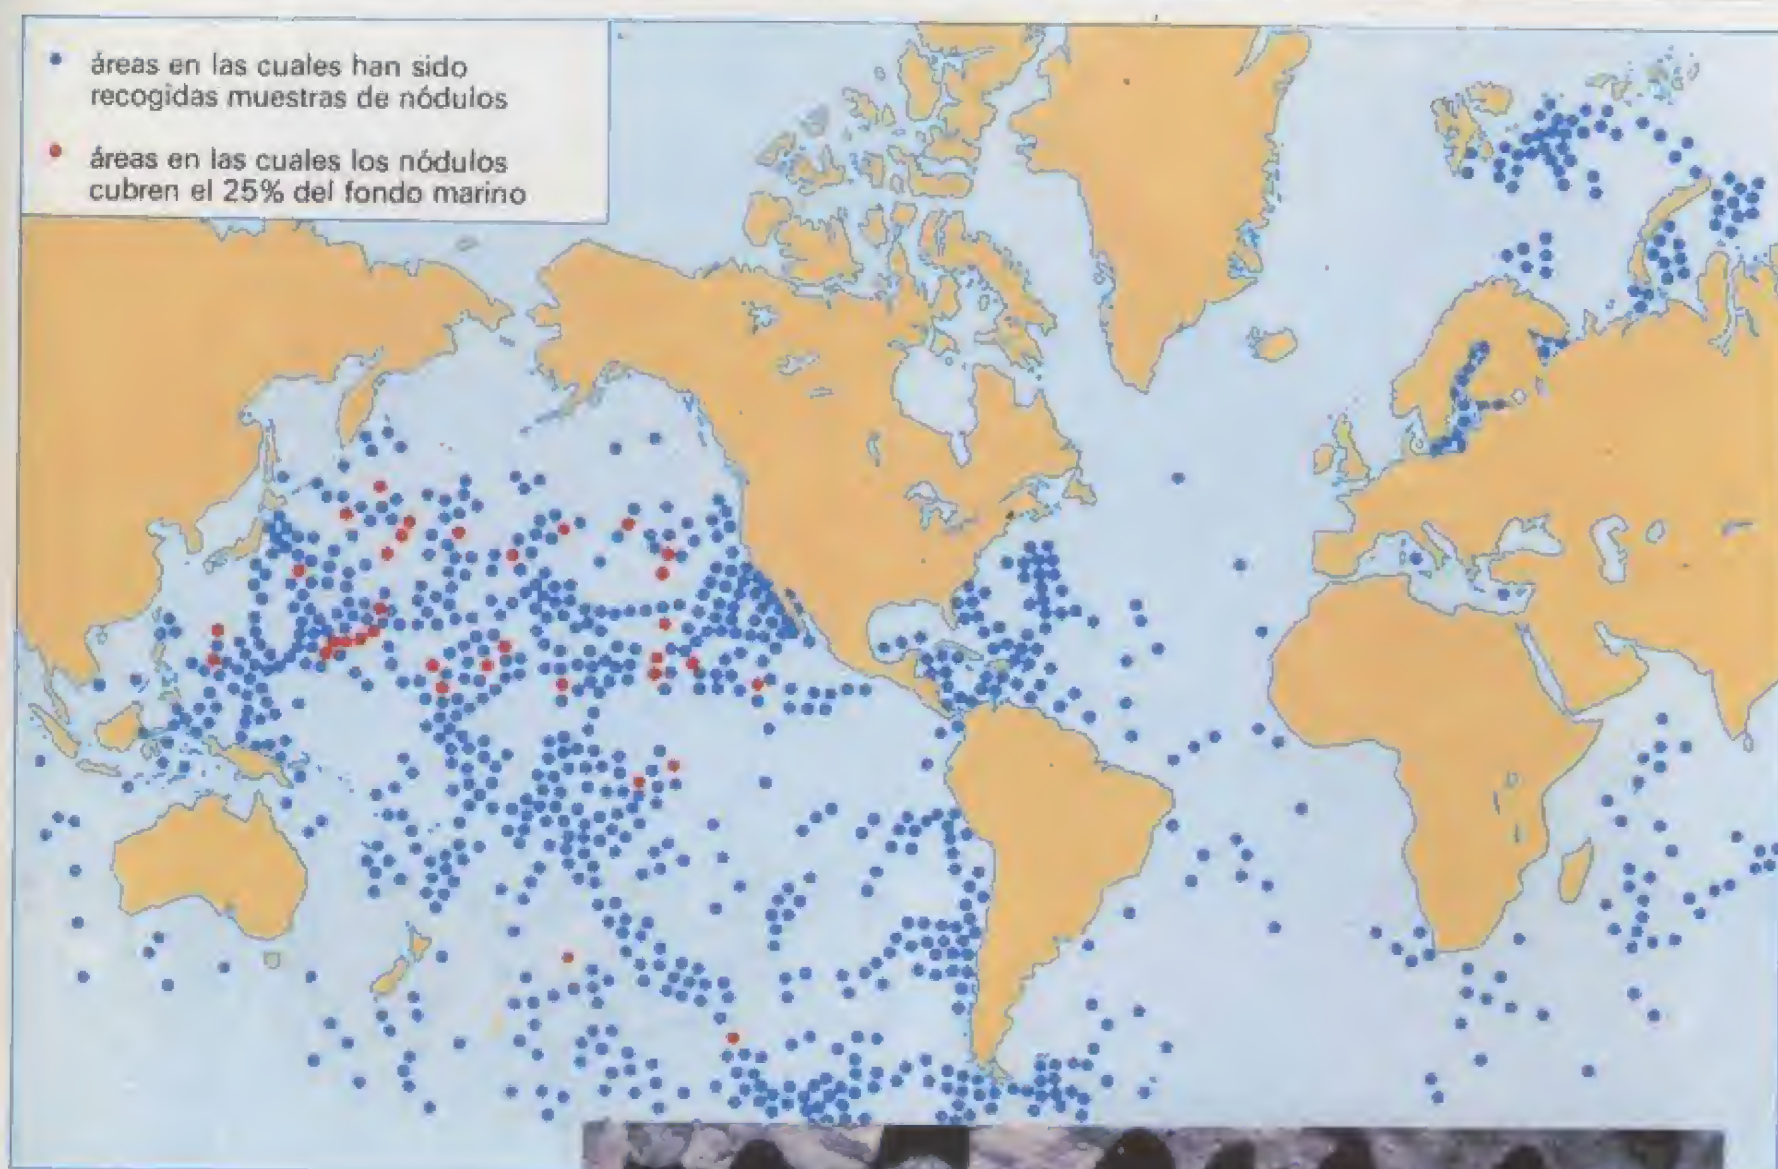 áreas en las cuales han sido
recogidas muestras de nódulos
áreas en las cuales los nódulos
cubren el 25% del fondo marino